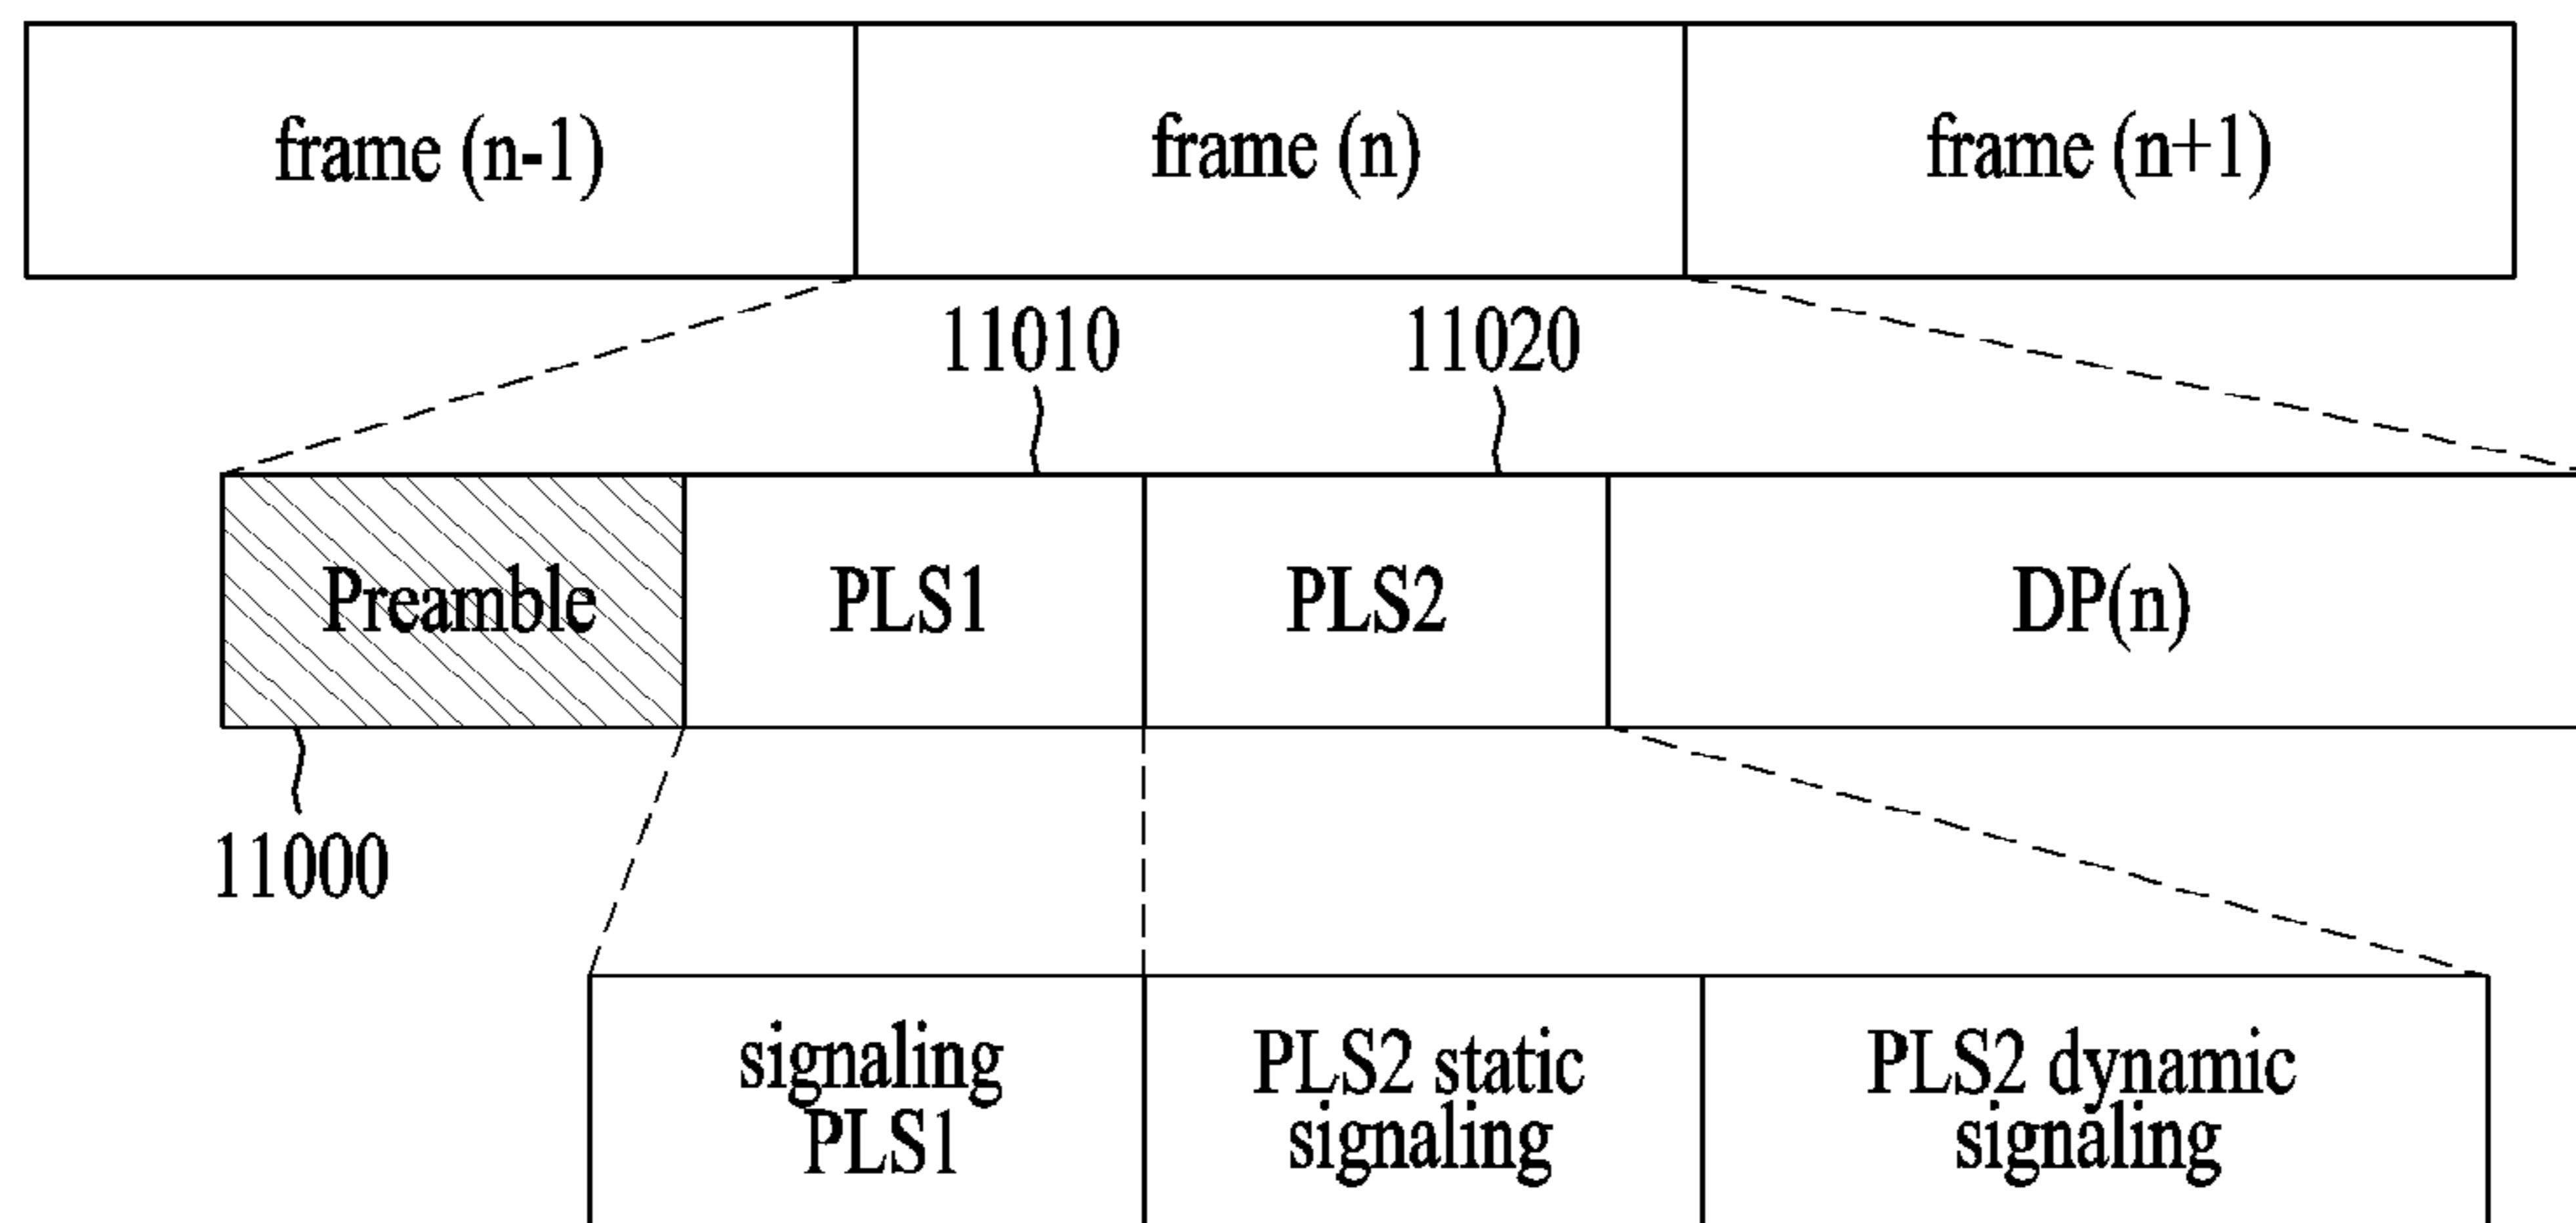 frame (n-1)
frame (n)
frame (n+1)
11010
11020
Preamble
PLS1
PLS2
DP(n)
11000
signaling
PLS1
PLS2 static
signaling
PLS2 dynamic
signaling